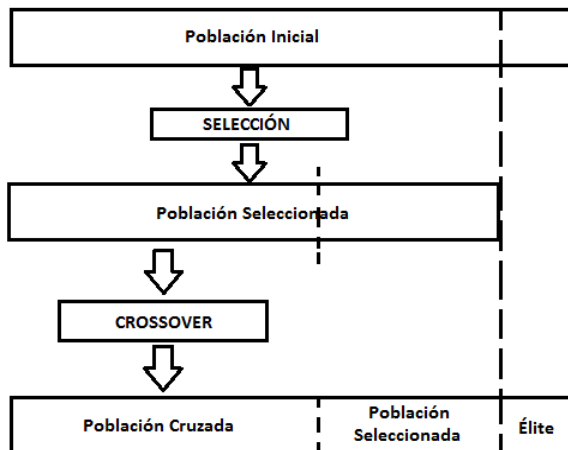 Población Inicial
SELECCIÓN
Población Seleccionada
CROSSOVER
Población Cruzada
Población
Seleccionada
Élite